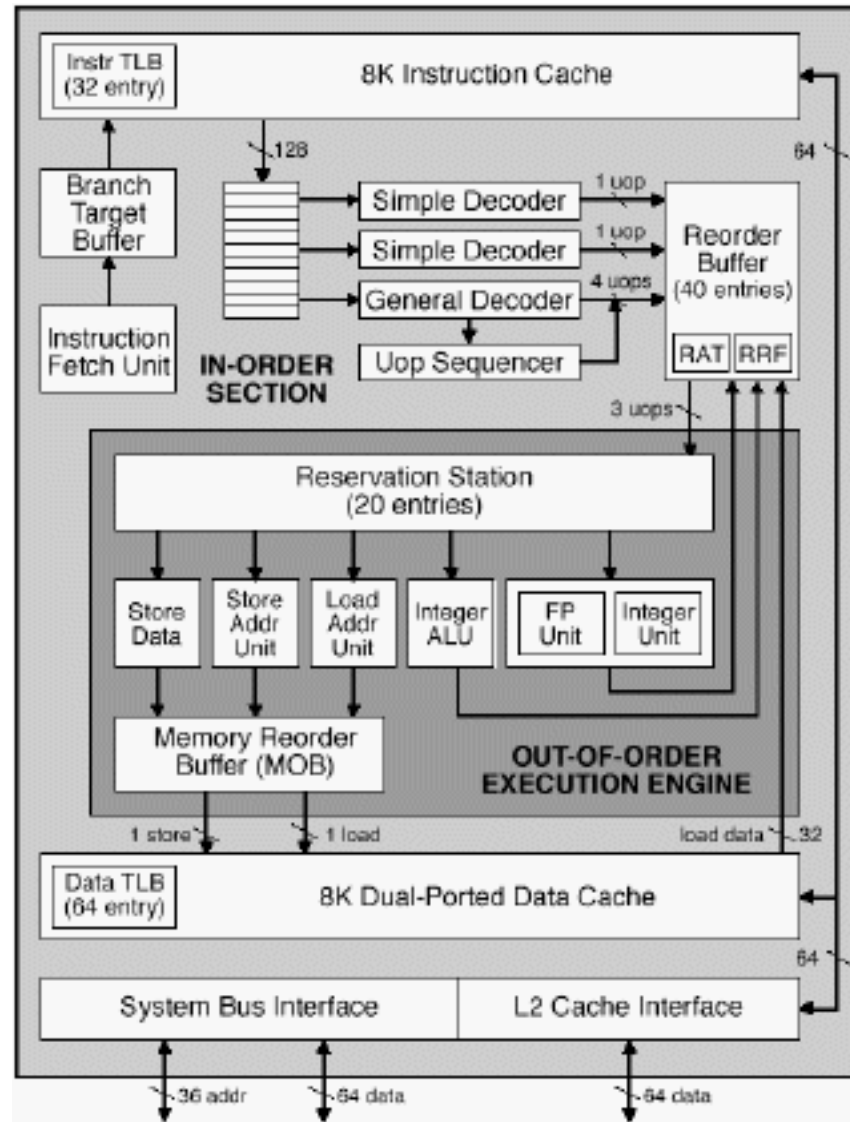 Instr TLB
(32 entry)
8K Instruction Cache
128
64
Branch
Target
Buffer
Instruction
Fetch Unit
Simple Decoder
1 uop
Simple Decoder
1 uop
General Decoder
4 uops
Uop Sequencer
Reorder
Buffer
(40 entries)
RAT
RRF
IN-ORDER
SECTION
3 uops
Reservation Station
(20 entries)
Store
Data
Store
Addr
Unit
Load
Addr
Unit
Integer
ALU
FP
Unit
Integer
Unit
Memory Reorder
Buffer (MOB)
OUT-OF-ORDER
EXECUTION ENGINE
1 store
1 load
load data
32
Data TLB
(64 entry)
8K Dual-Ported Data Cache
64
System Bus Interface
L2 Cache Interface
36 addr
64 data
64 data